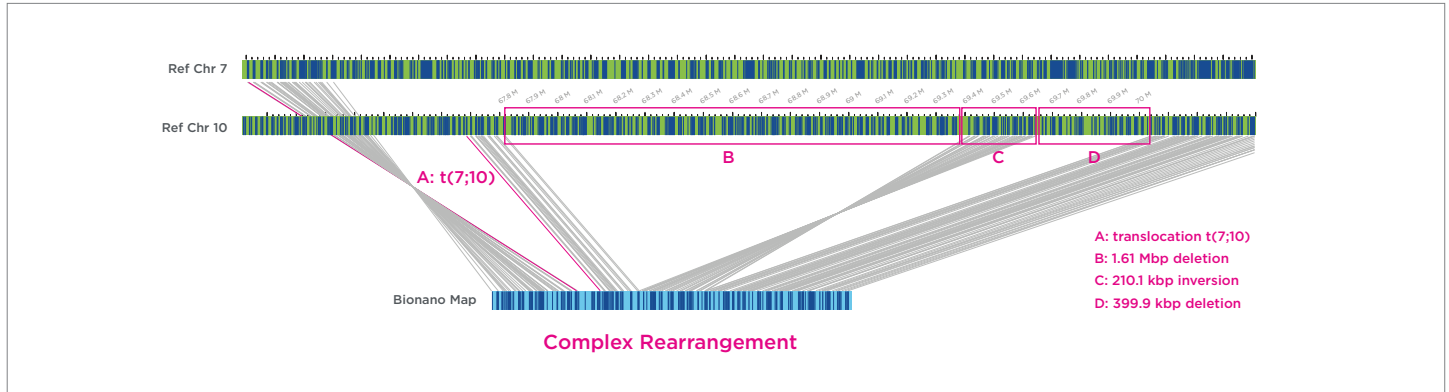 Ref Chr 7
67.8 M 67.9 M 68 M 68.1 M 68.2 M 68.3 M 68.4 M 68.5 M 68.6 M 68.7 M 68.8 M 68.9 M 69 M 69.1 M 69.2 M 69.3 M 69.4 M 69.5 M 69.6 M 69.7 M 69.8 M 69.9 M 70 M
Ref Chr 10
B
C
D
A: t(7;10)
A: translocation t(7;10)
B: 1.61 Mbp deletion
C: 210.1 kbp inversion
D: 399.9 kbp deletion
Bionano Map
Complex Rearrangement